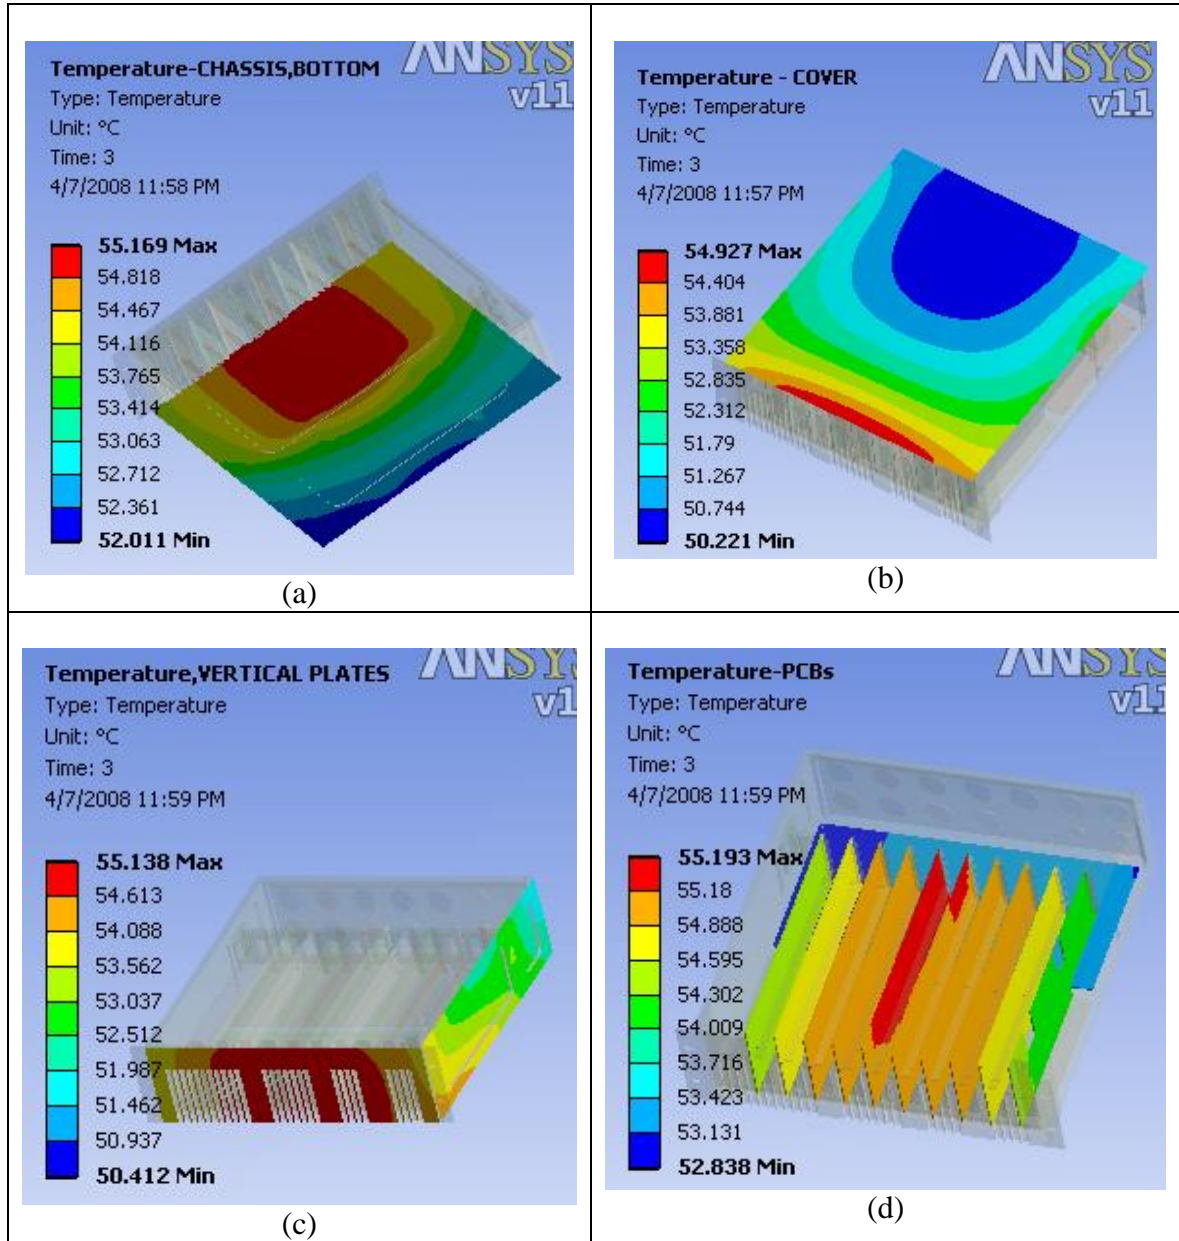 Temperature-CHASSIS,BOTTOM
ANSYS
v11
Type: Temperature
Unit: °C
Time: 3
4/7/2008 11:58 PM
55.169 Max
54.818
54.467
54.116
53.765
53.414
53.063
52.712
52.361
52.011 Min
(a)
Temperature - COVER
ANSYS
v11
Type: Temperature
Unit: °C
Time: 3
4/7/2008 11:57 PM
54.927 Max
54.404
53.881
53.358
52.835
52.312
51.79
51.267
50.744
50.221 Min
(b)
Temperature,VERTICAL PLATES
ANSY
v1
Type: Temperature
Unit: °C
Time: 3
4/7/2008 11:59 PM
55.138 Max
54.613
54.088
53.562
53.037
52.512
51.987
51.462
50.937
50.412 Min
(c)
Temperature-PCBs
ANSYS
v11
Type: Temperature
Unit: °C
Time: 3
4/7/2008 11:59 PM
55.193 Max
55.18
54.888
54.595
54.302
54.009
53.716
53.423
53.131
52.838 Min
(d)